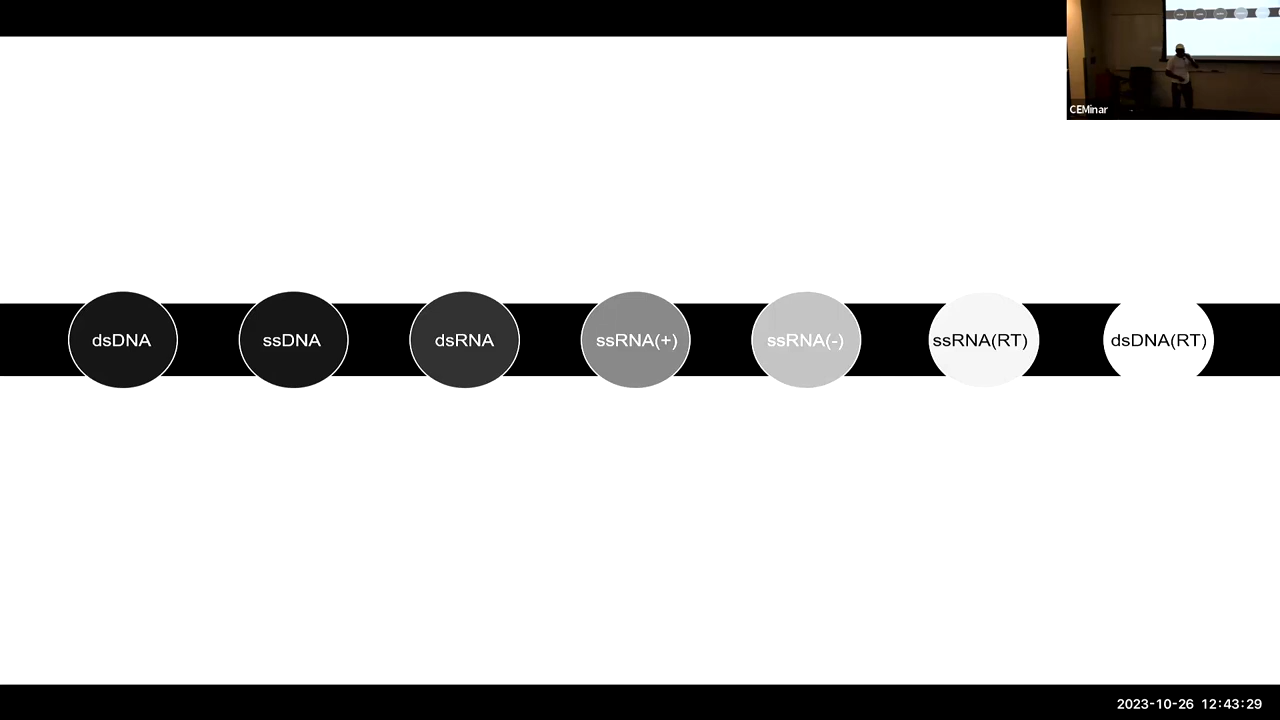 CEMinar
dsDNA
ssDNA
dsRNA
ssRNA(+)
ssRNA(-)
ssRNA(RT)
dsDNA(RT)
2023-10-26 12:43:29